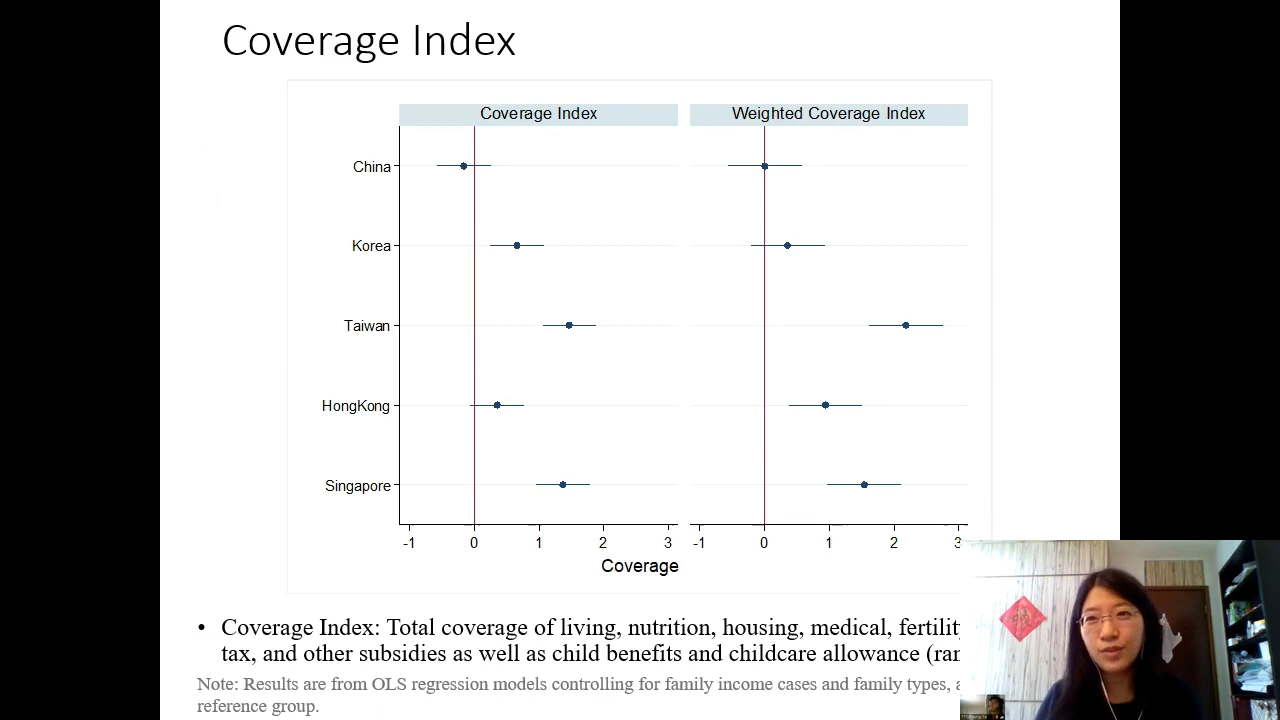 Coverage Index
Coverage Index
Weighted Coverage Index
China
Korea
Taiwan
HongKong
Singapore
-1 0 1 2 3
-1 0 1 2 3
Coverage
• Coverage Index: Total coverage of living, nutrition, housing, medical,
tax, and other subsidies as well as child benefits and childcare allowance
Note: Results are from OLS regression models controlling for family income cases and family types,
reference group.